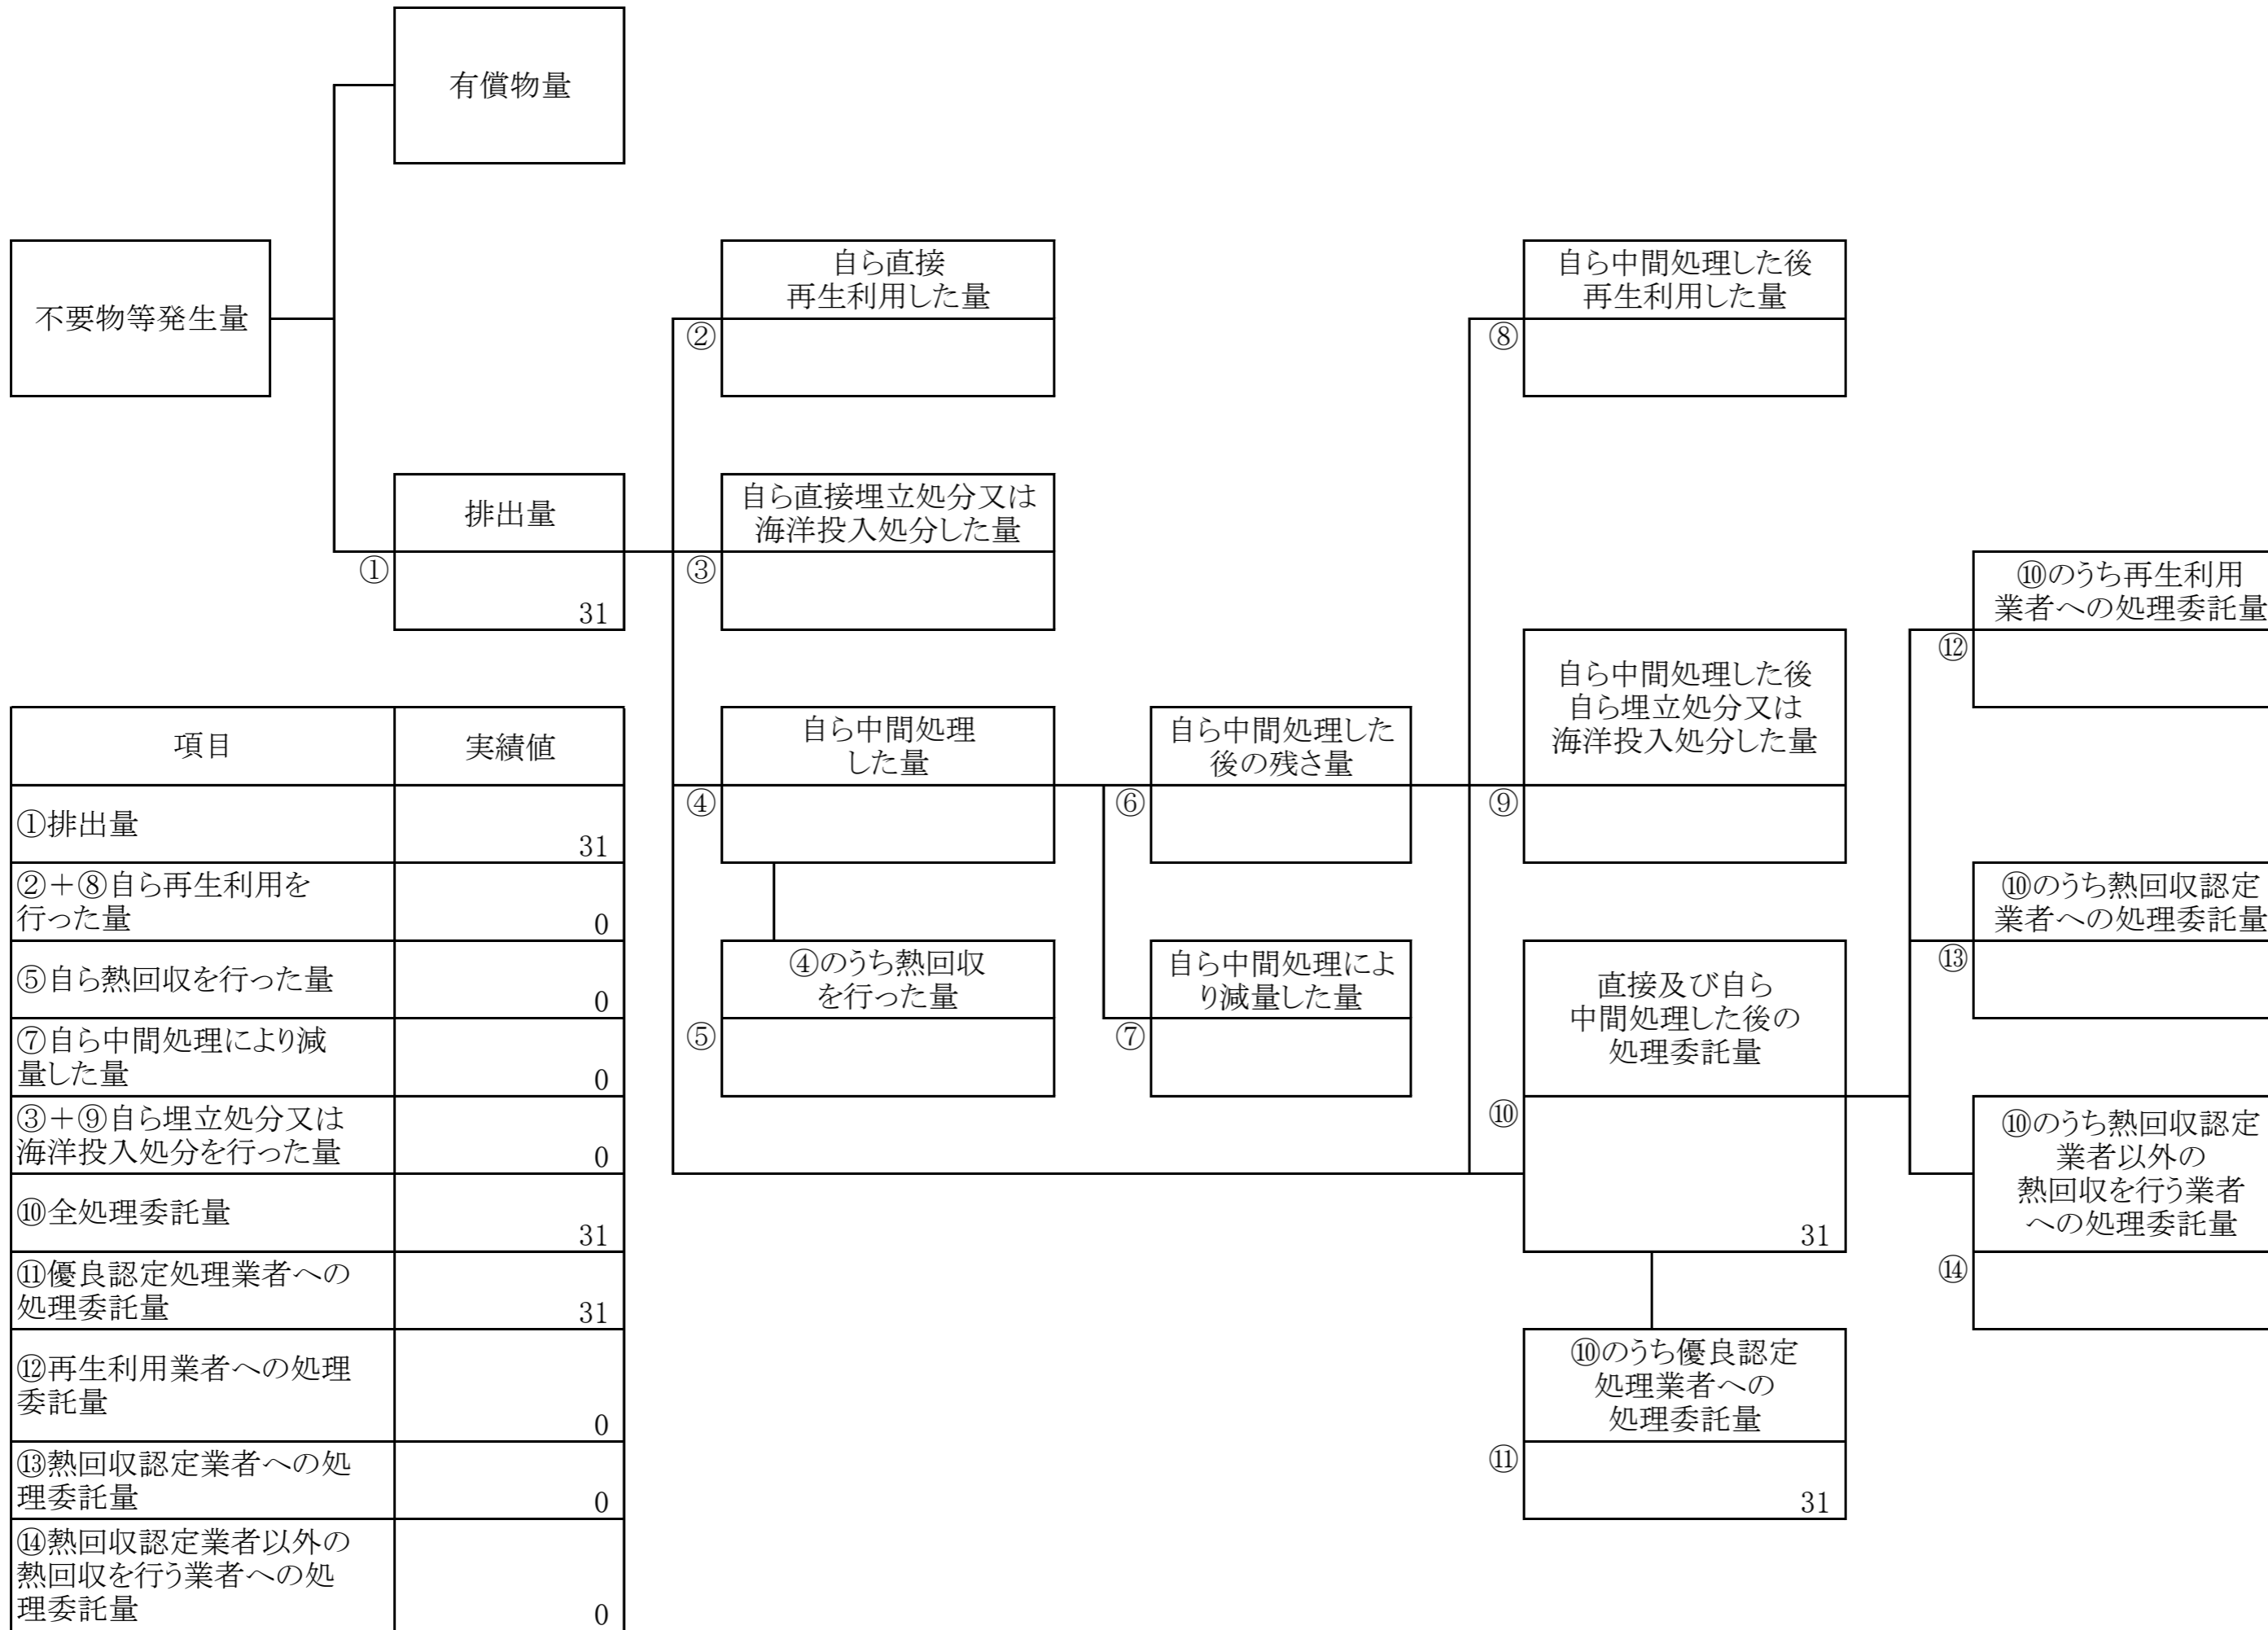 有償物量
不要物等発生量
自ら直接
再生利用した量
②
自ら中間処理した後
再生利用した量
⑧
排出量
①
31
自ら直接埋立処分又は
海洋投入処分した量
③
⑩のうち再生利用
業者への処理委託量
⑫
自ら中間処理した後
自ら埋立処分又は
海洋投入処分した量
⑨
自ら中間処理
した量
④
自ら中間処理した
後の残さ量
⑥
⑩のうち熱回収認定
業者への処理委託量
⑬
④のうち熱回収
を行った量
⑤
自ら中間処理によ
り減量した量
⑦
直接及び自ら
中間処理した後の
処理委託量
⑩
31
⑩のうち熱回収認定
業者以外の
熱回収を行う業者
への処理委託量
⑭
⑩のうち優良認定
処理業者への
処理委託量
⑪
31
項目 実績値
①排出量
31
②+⑧自ら再生利用を
行った量
0
⑤自ら熱回収を行った量
0
⑦自ら中間処理により減
量した量
0
③+⑨自ら埋立処分又は
海洋投入処分を行った量
0
⑩全処理委託量
31
⑪優良認定処理業者への
処理委託量
31
⑫再生利用業者への処理
委託量
0
⑬熱回収認定業者への処
理委託量
0
⑭熱回収認定業者以外の
熱回収を行う業者への処
理委託量
0